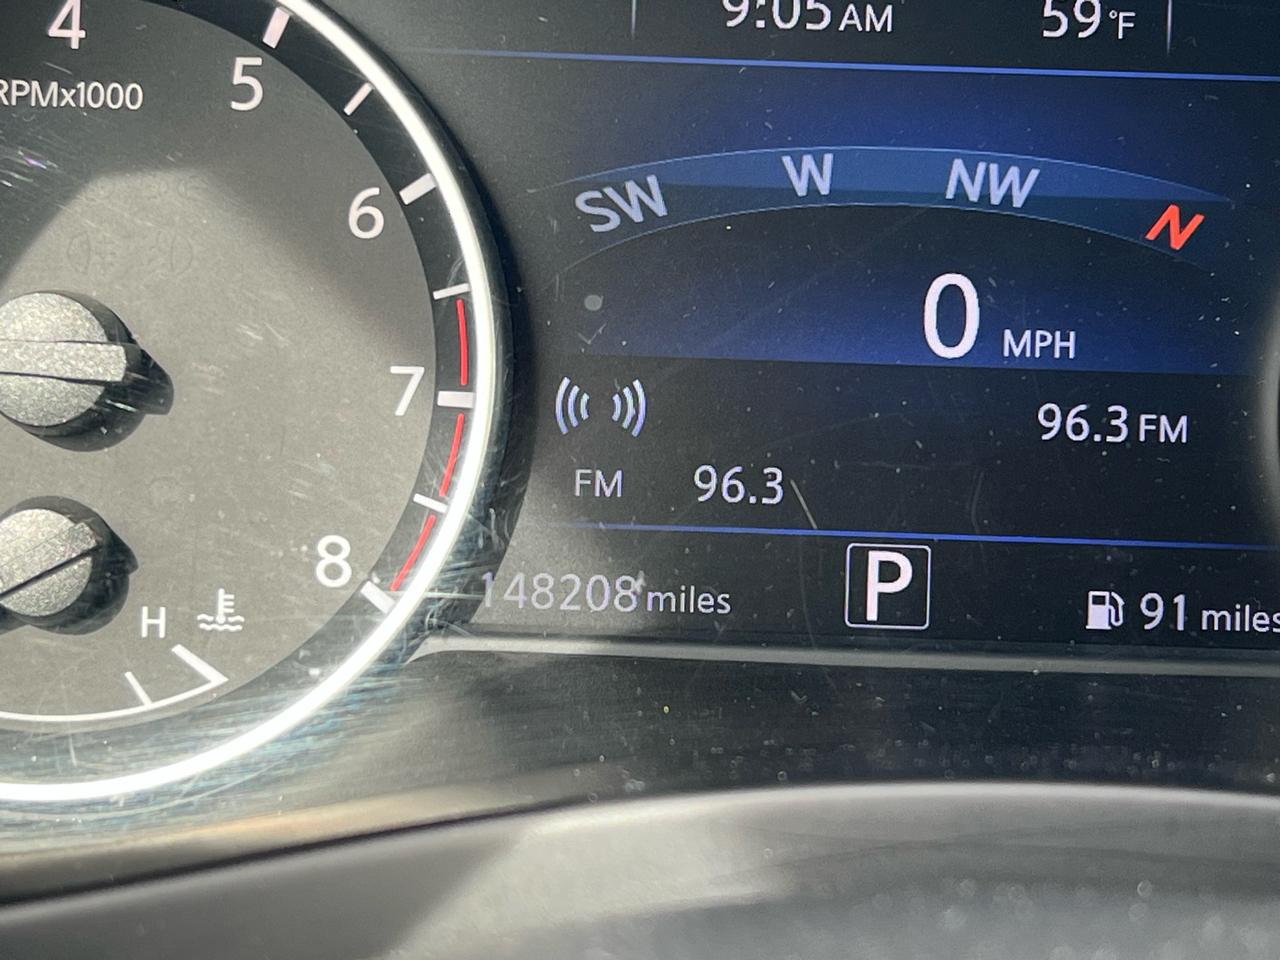 4
5
RPMx1000
6
7
8
H
9:05 AM
59°F
SW W NW N
0 MPH
96.3 FM
FM 96.3
148208 miles
P
91 miles